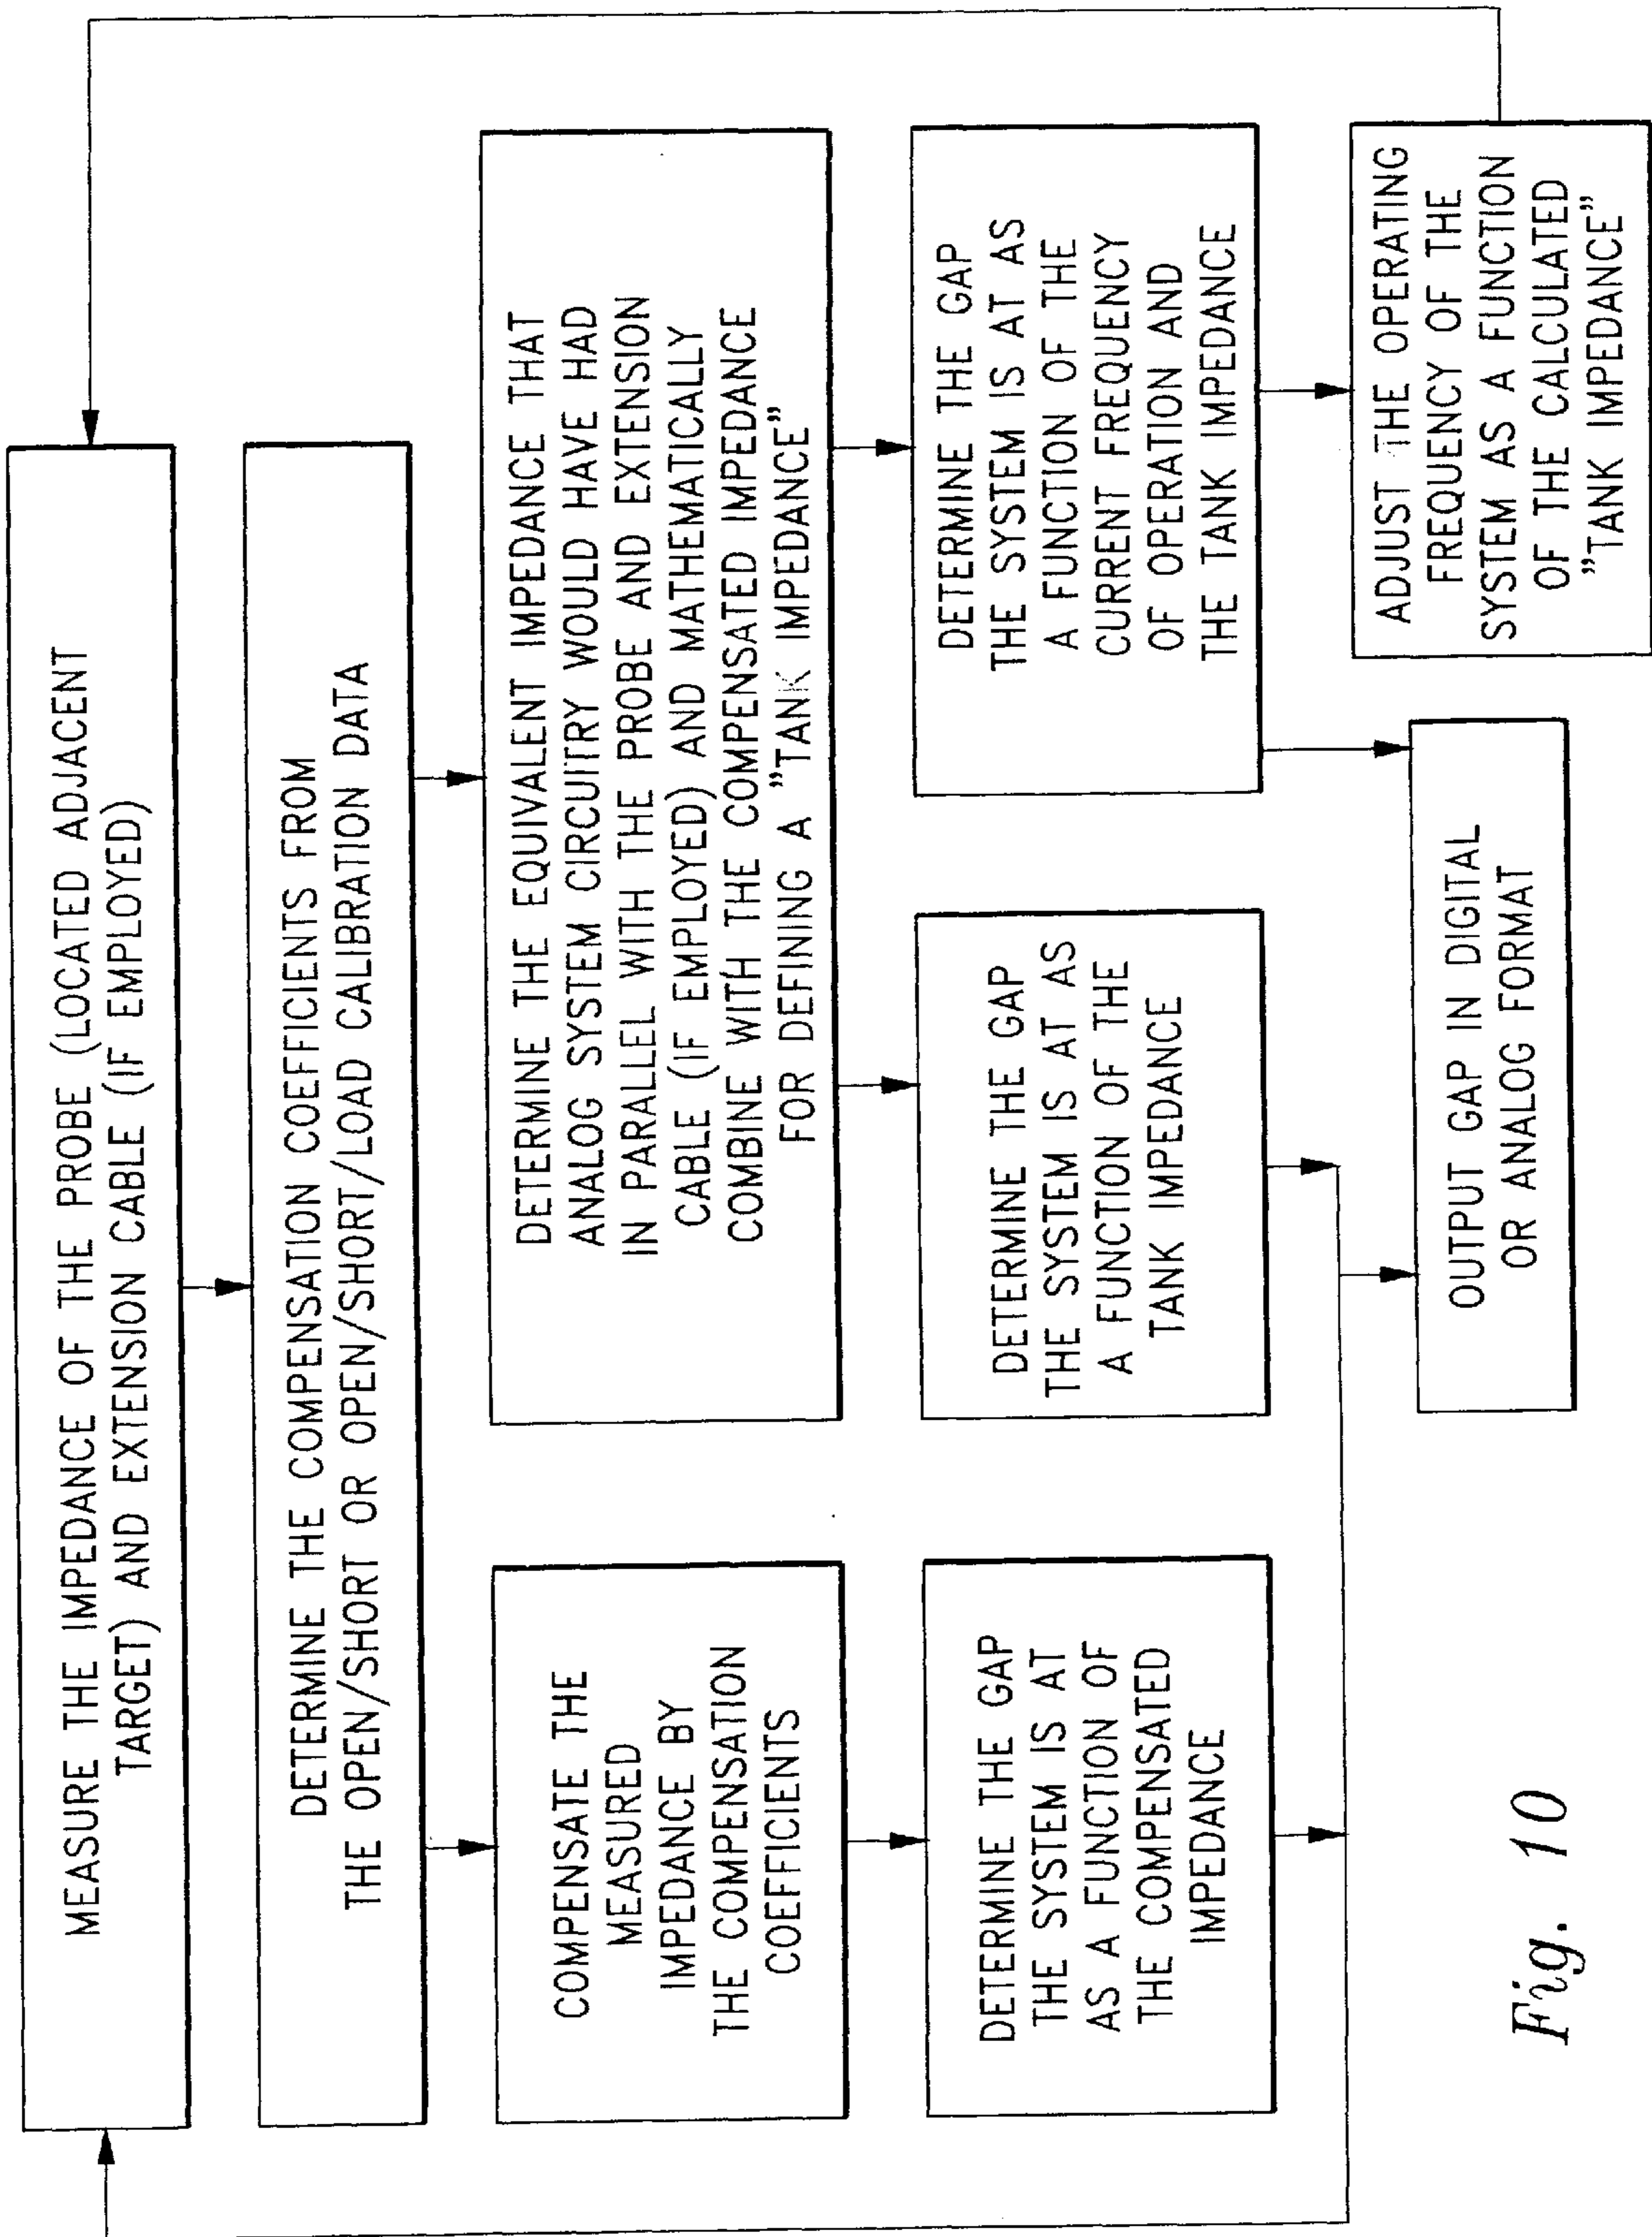 MEASURE THE IMPEDANCE OF THE PROBE (LOCATED ADJACENT
TARGET) AND EXTENSION CABLE (IF EMPLOYED)
DETERMINE THE COMPENSATION COEFFICIENTS FROM
THE OPEN/SHORT OR OPEN/SHORT/LOAD CALIBRATION DATA
COMPENSATE THE
MEASURED
IMPEDANCE BY
THE COMPENSATION
COEFFICIENTS
DETERMINE THE EQUIVALENT IMPEDANCE THAT
ANALOG SYSTEM CIRCUITRY WOULD HAVE HAD
IN PARALLEL WITH THE PROBE AND EXTENSION
CABLE (IF EMPLOYED) AND MATHEMATICALLY
COMBINE WITH THE COMPENSATED IMPEDANCE
FOR DEFINING A "TANK IMPEDANCE"
DETERMINE THE GAP
THE SYSTEM IS AT
AS A FUNCTION OF
THE COMPENSATED
IMPEDANCE
DETERMINE THE GAP
THE SYSTEM IS AT AS
A FUNCTION OF THE
TANK IMPEDANCE
DETERMINE THE GAP
THE SYSTEM IS AT AS
A FUNCTION OF THE
CURRENT FREQUENCY
OF OPERATION AND
THE TANK IMPEDANCE
OUTPUT GAP IN DIGITAL
OR ANALOG FORMAT
ADJUST THE OPERATING
FREQUENCY OF THE
SYSTEM AS A FUNCTION
OF THE CALCULATED
"TANK IMPEDANCE"
Fig. 10